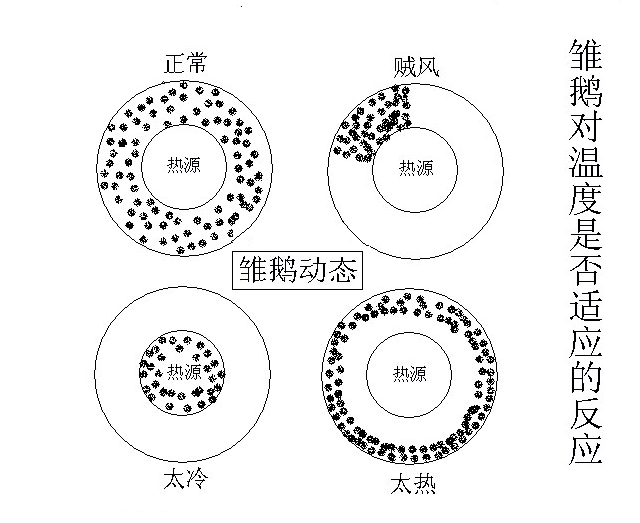 正常
贼风
热源
热源
雏鹅动态
热源
热源
太冷
太热
雏鹅对温度是否适应的反应